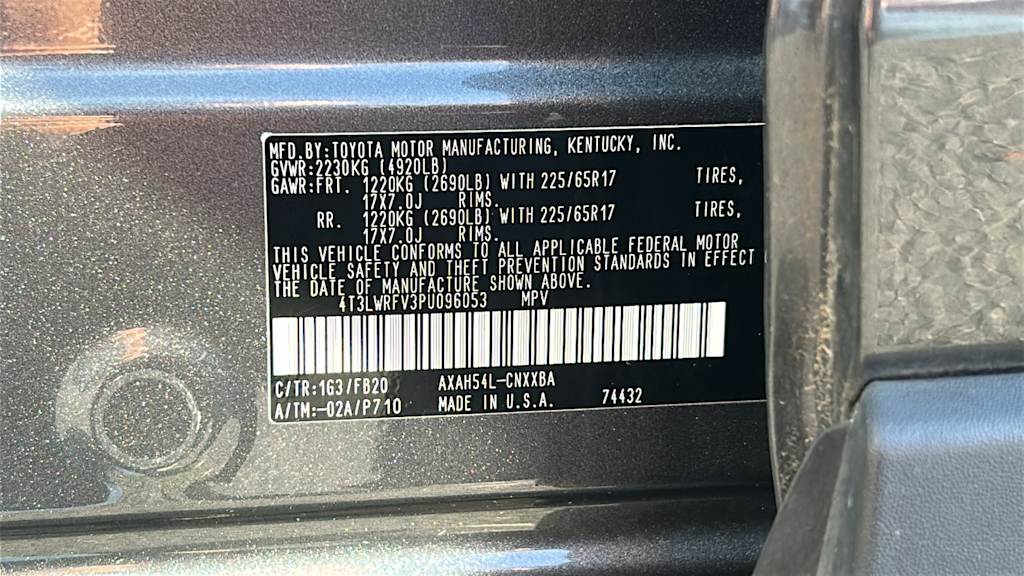 MFD.BY:TOYOTA MOTOR MANUFACTURING, KENTUCKY, INC.
GVWR:2230KG (4920LB)
GAWR:FRT. 1220KG (2690LB) WITH 225/65R17 TIRES,
17X7.0J RIMS.
RR. 1220KG (2690LB) WITH 225/65R17 TIRES,
17X7.0J RIMS.
THIS VEHICLE CONFORMS TO ALL APPLICABLE FEDERAL MOTOR
VEHICLE SAFETY AND THEFT PREVENTION STANDARDS IN EFFECT
THE DATE OF MANUFACTURE SHOWN ABOVE.
4T3LWRFV3PU096053 MPV
C/TR:1G3/FB20 AXAH54L-CNXXBA
A/TM:-02A/P710 MADE IN U.S.A. 74432